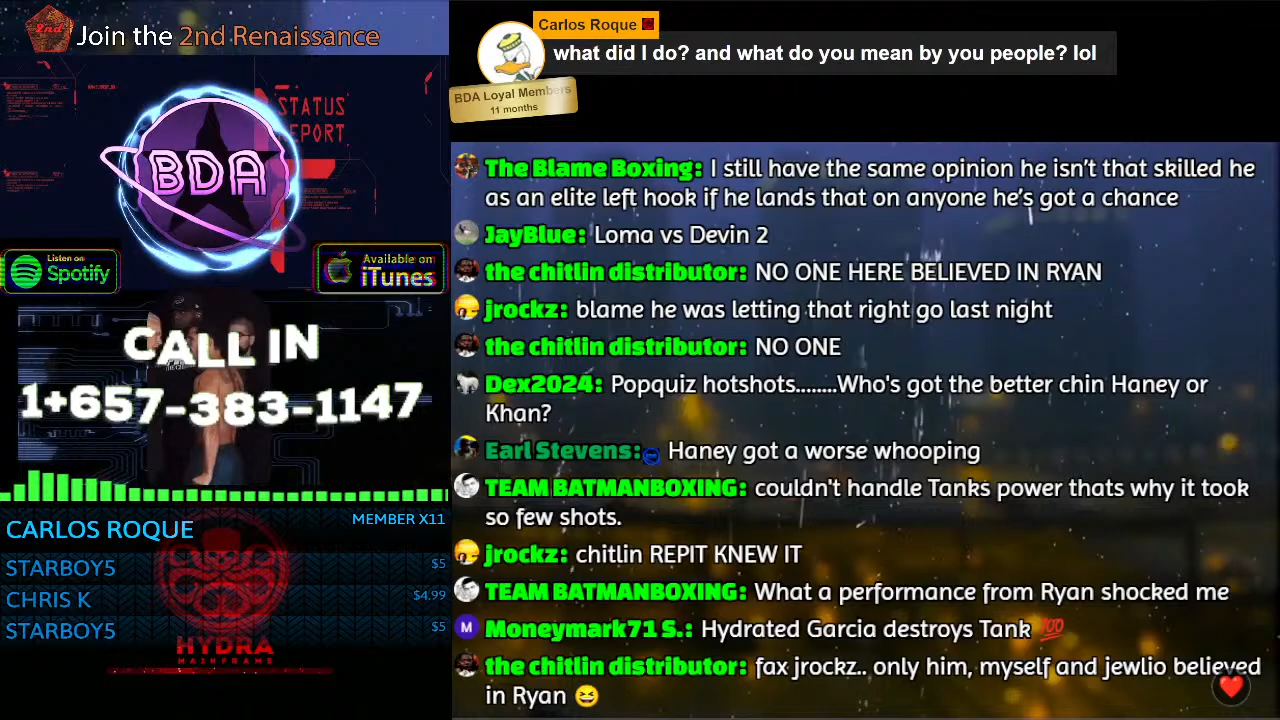 2nd
Join the 2nd Renaissance
STATUS
REPORT
BDA
Listen on
Spotify
Available on
iTunes
CALL IN
1+657-383-1147
CARLOS ROQUE MEMBER X11
STARBOY5 $5
CHRIS K $4.99
STARBOY5 $5
HYDRA
MAINFRAME
Carlos Roque
what did I do? and what do you mean by you people? lol
BDA Loyal Members
11 months
The Blame Boxing: I still have the same opinion he isn't that skilled he
as an elite left hook if he lands that on anyone he's got a chance
JayBlue: Loma vs Devin 2
the chitlin distributor: NO ONE HERE BELIEVED IN RYAN
jrockz: blame he was letting that right go last night
the chitlin distributor: NO ONE
Dex2024: Popquiz hotshots........Who's got the better chin Haney or
Khan?
Earl Stevens: Haney got a worse whooping
TEAM BATMANBOXING: couldn't handle Tanks power thats why it took
so few shots.
jrockz: chitlin REPIT KNEW IT
TEAM BATMANBOXING: What a performance from Ryan shocked me
M Moneymark71 S.: Hydrated Garcia destroys Tank 💯
the chitlin distributor: fax jrockz.. only him, myself and jewlio believed
in Ryan 😆